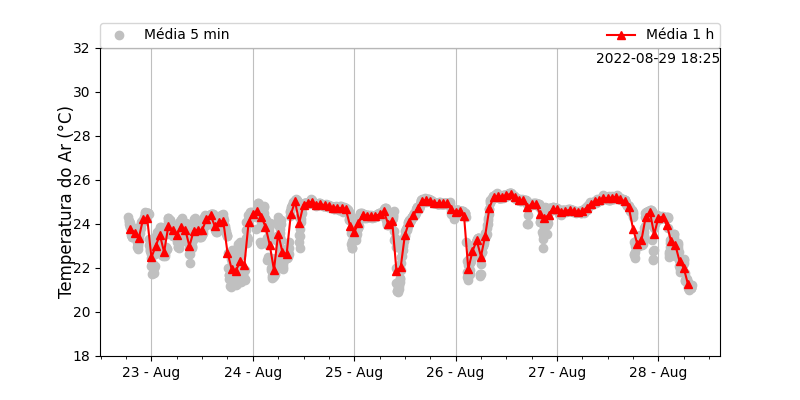 Média 5 min
Média 1 h
2022-08-29 18:25
Temperatura do Ar (°C)
32
30
28
26
24
22
20
18
23 - Aug
24 - Aug
25 - Aug
26 - Aug
27 - Aug
28 - Aug